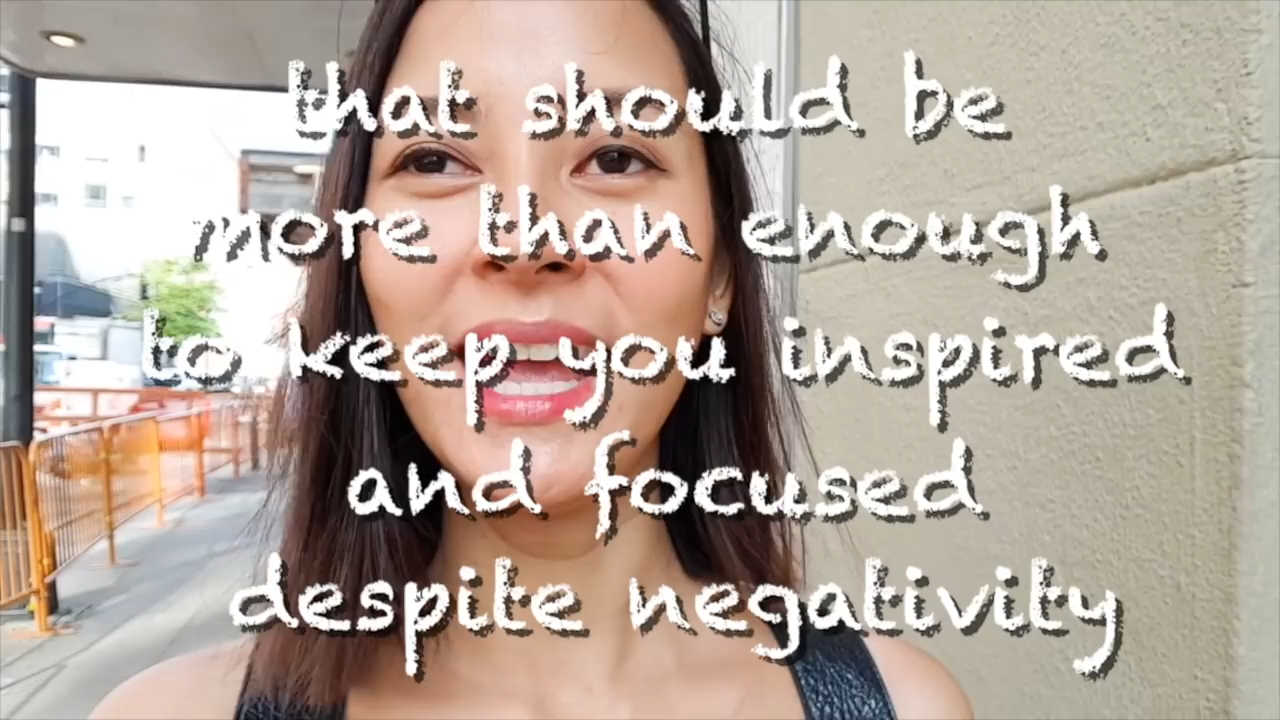 that should be
more than enough
to keep you inspired
and focused
despite negativity